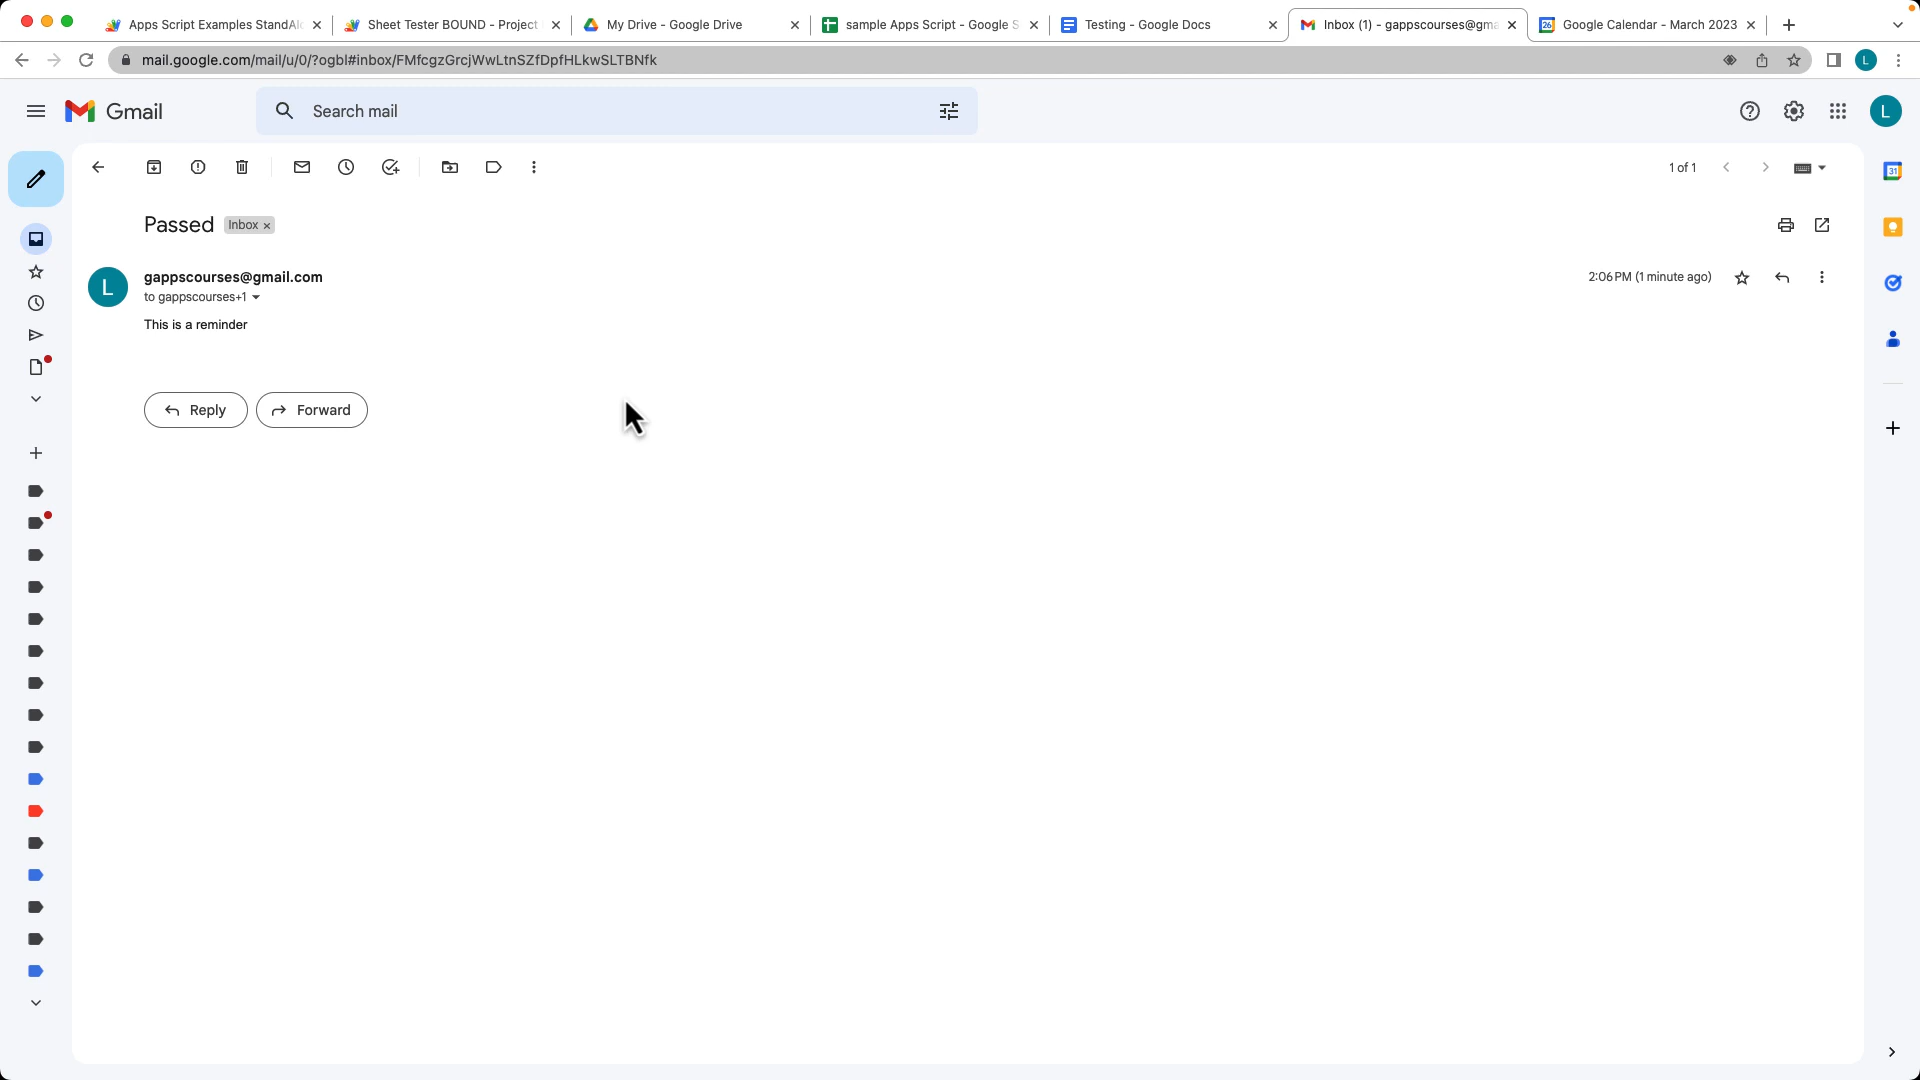 Apps Script Examples StandAl
Sheet Tester BOUND - Project
My Drive - Google Drive
sample Apps Script - Google S
Testing - Google Docs
Inbox (1) - gappscourses@gma
Google Calendar - March 2023
mail.google.com/mail/u/0/?ogbl#inbox/FMfcgzGrcjWwLtnSZfDpfHLkwSLTBNfk
L
Gmail
Search mail
L
1 of 1
31
Passed
Inbox ×
L
gappscourses@gmail.com
2:06 PM (1 minute ago)
to gappscourses+1
This is a reminder
Reply
Forward